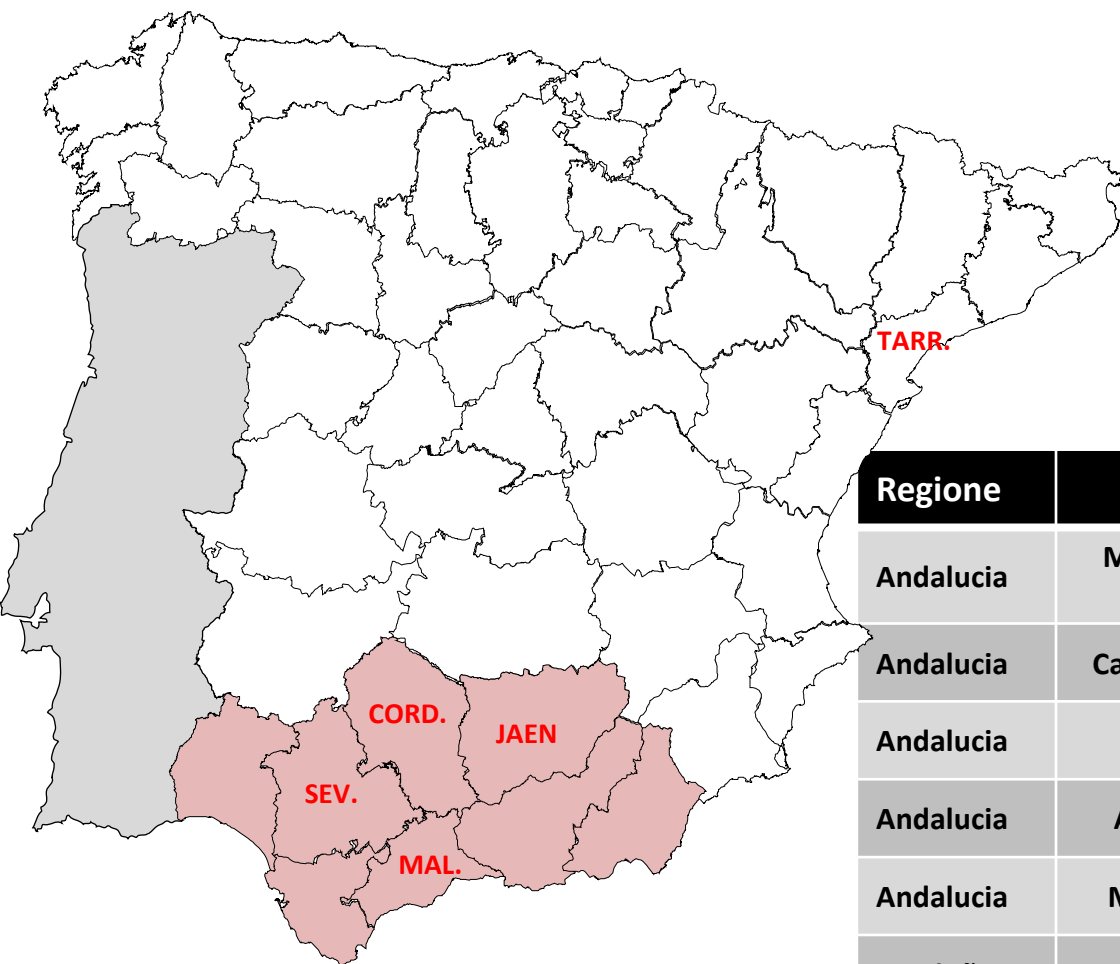 TARR.
CORD.
JAEN
SEV.
MAL.
Regione
Andalucia
Andalucia
Andalucia
Andalucia
Andalucia